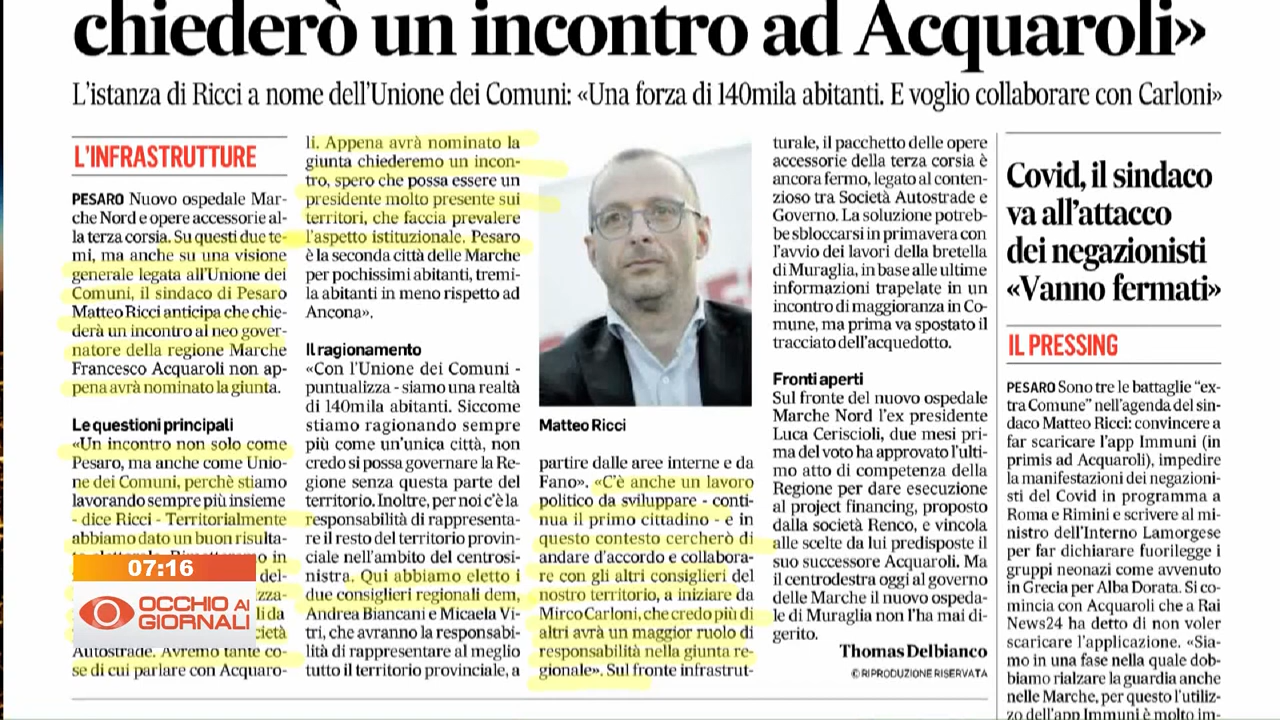 chiederò un incontro ad Acquaroli»
L'istanza di Ricci a nome dell'Unione dei Comuni: «Una forza di 140mila abitanti. E voglio collaborare con Carloni»
L'INFRASTRUTTURE
PESARO Nuovo ospedale Mar-
che Nord e opere accessorie al-
la terza corsia. Su questi due te-
mi, ma anche su una visione
generale legata all'Unione dei
Comuni, il sindaco di Pesaro
Matteo Ricci anticipa che chie-
derà un incontro al neo gover-
natore della regione Marche
Francesco Acquaroli non ap-
pena avrà nominato la giunta.
Le questioni principali
«Un incontro non solo come
Pesaro, ma anche come Unio-
ne dei Comuni, perchè stiamo
lavorando sempre più insieme
- dice Ricci - Territorialmente
abbiamo dato un buon risulta-
o in
del-
zza-
li da
cietà
Autostrade. Avremo tante co-
se di cui parlare con Acquaro-
07:16
OCCHIO AI
GIORNALI
li. Appena avrà nominato la
giunta chiederemo un incon-
tro, spero che possa essere un
presidente molto presente sui
territori, che faccia prevalere
l'aspetto istituzionale. Pesaro
è la seconda città delle Marche
per pochissimi abitanti, tremi-
la abitanti in meno rispetto ad
Ancona».
Il ragionamento
«Con l'Unione dei Comuni -
puntualizza - siamo una realtà
di 140mila abitanti. Siccome
stiamo ragionando sempre
più come un'unica città, non
credo si possa governare la Re-
gione senza questa parte del
territorio. Inoltre, per noi c'è la
responsabilità di rappresenta-
re il resto del territorio provin-
ciale nell'ambito del centrosi-
nistra. Qui abbiamo eletto i
due consiglieri regionali dem,
Andrea Biancani e Micaela Vi-
tri, che avranno la responsabi-
lità di rappresentare al meglio
tutto il territorio provinciale, a
Matteo Ricci
partire dalle aree interne e da
Fano». «C'è anche un lavoro
politico da sviluppare - conti-
nua il primo cittadino - e in
questo contesto cercherò di
andare d'accordo e collabora-
re con gli altri consiglieri del
nostro territorio, a iniziare da
Mirco Carloni, che credo più di
altri avrà un maggior ruolo di
responsabilità nella giunta re-
gionale». Sul fronte infrastrut-
turale, il pacchetto delle opere
accessorie della terza corsia è
ancora fermo, legato al conten-
zioso tra Società Autostrade e
Governo. La soluzione potreb-
be sbloccarsi in primavera con
l'avvio dei lavori della bretella
di Muraglia, in base alle ultime
informazioni trapelate in un
incontro di maggioranza in Co-
mune, ma prima va spostato il
tracciato dell'acquedotto.
Fronti aperti
Sul fronte del nuovo ospedale
Marche Nord l'ex presidente
Luca Ceriscioli, due mesi pri-
ma del voto ha approvato l'ulti-
mo atto di competenza della
Regione per dare esecuzione
al project financing, proposto
dalla società Renco, e vincola
alle scelte da lui predisposte il
suo successore Acquaroli. Ma
il centrodestra oggi al governo
delle Marche il nuovo ospeda-
le di Muraglia non l'ha mai di-
gerito.
Thomas Delbianco
© RIPRODUZIONE RISERVATA
Covid, il sindaco
va all'attacco
dei negazionisti
«Vanno fermati»
IL PRESSING
PESARO Sono tre le battaglie "ex-
tra Comune" nell'agenda del sin-
daco Matteo Ricci: convincere a
far scaricare l'app Immuni (in
primis ad Acquaroli), impedire
la manifestazioni dei negazioni-
sti del Covid in programma a
Roma e Rimini e scrivere al mi-
nistro dell'Interno Lamorgese
per far dichiarare fuorilegge i
gruppi neonazi come avvenuto
in Grecia per Alba Dorata. Si co-
mincia con Acquaroli che a Rai
News24 ha detto di non voler
scaricare l'applicazione. «Sia-
mo in una fase nella quale dob-
biamo rialzare la guardia anche
nelle Marche, per questo l'utiliz-
zo dell'app Immuni è molto im-